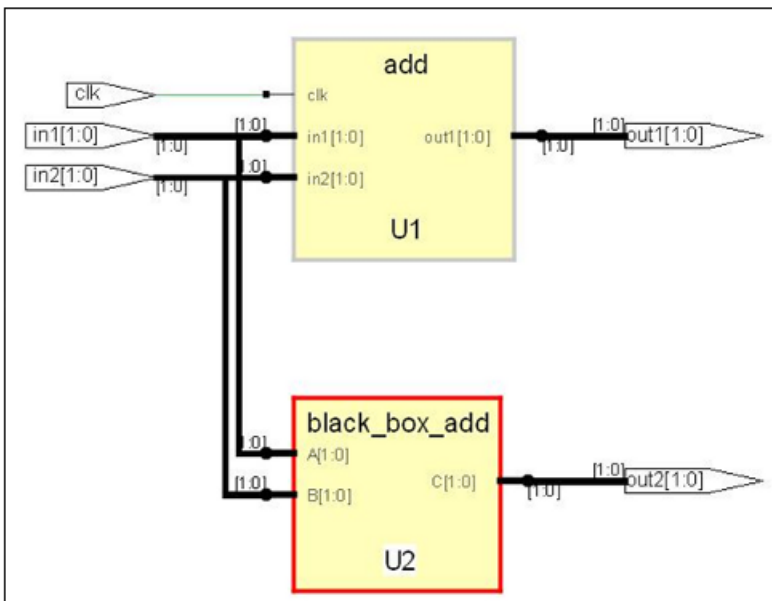 add
clk
clk
[1:0]
[1:0]
in1[1:0]
in1[1:0]
out1[1:0]
out1[1:0]
[1:0]
[1:0]
[1:0]
in2[1:0]
in2[1:0]
[1:0]
U1
black_box_add
[1:0]
A[1:0]
[1:0]
C[1:0]
out2[1:0]
[1:0]
B[1:0]
[1:0]
U2